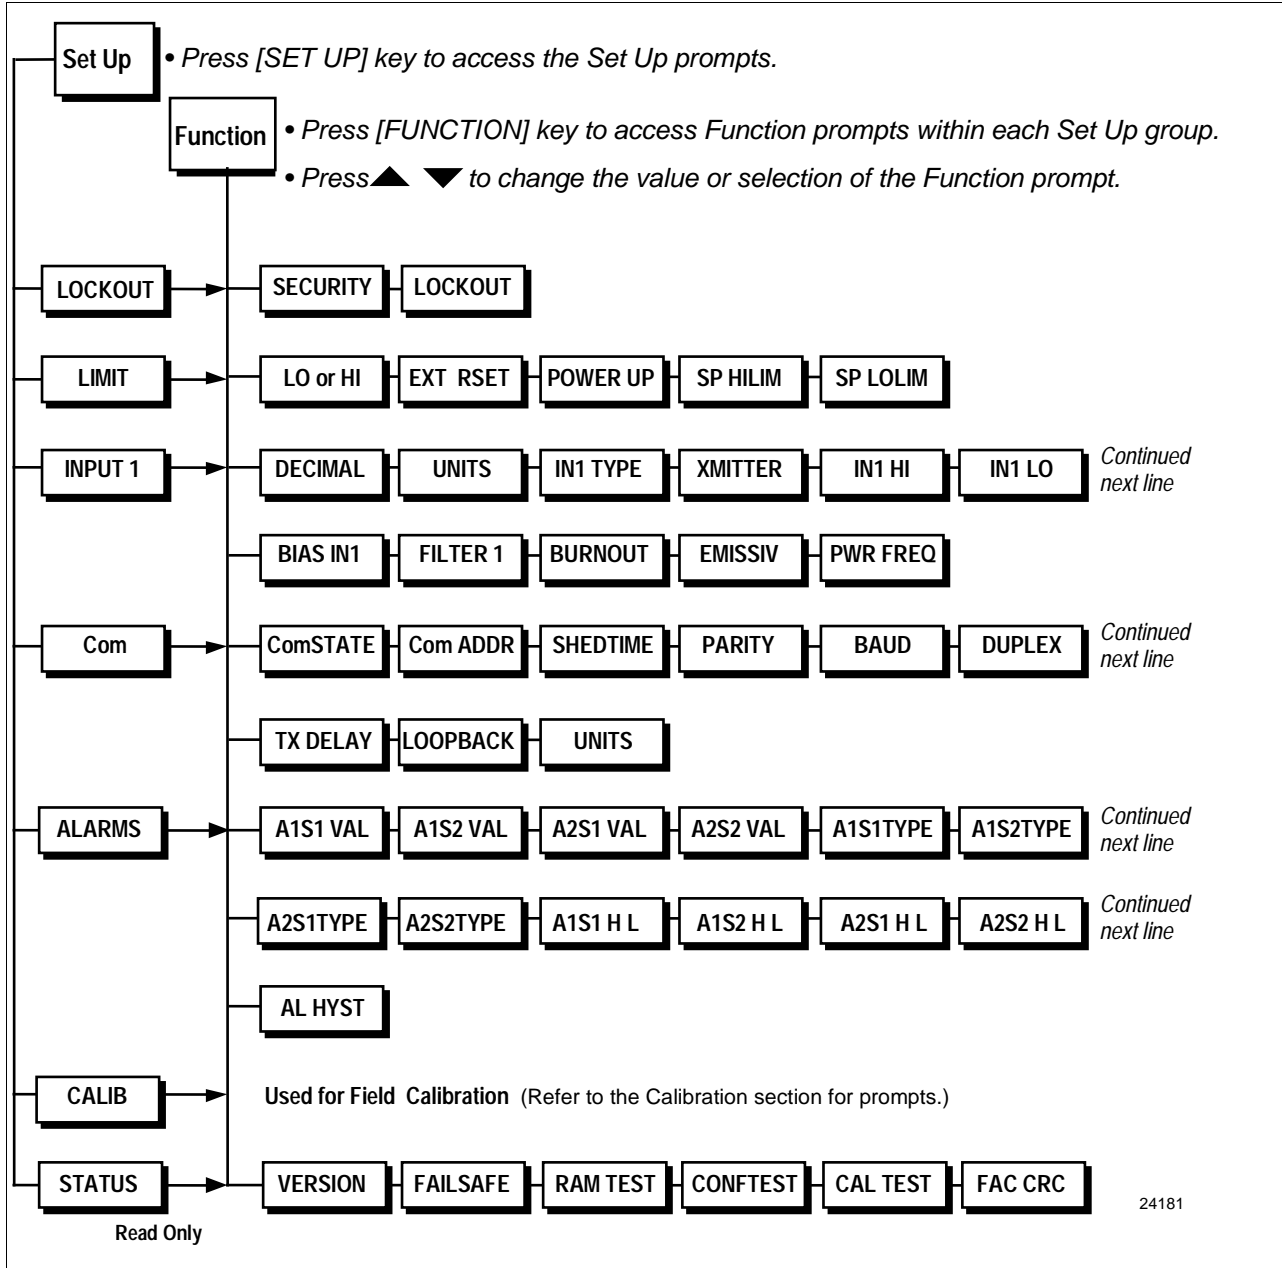 Set Up
• Press [SET UP] key to access the Set Up prompts.
Function
• Press [FUNCTION] key to access Function prompts within each Set Up group.
• Press ▲ ▼ to change the value or selection of the Function prompt.
LOCKOUT SECURITY LOCKOUT
LIMIT LO or HI EXT RSET POWER UP SP HILIM SP LOLIM
INPUT 1 DECIMAL UNITS IN1 TYPE XMITTER IN1 HI IN1 LO Continued
next line
BIAS IN1 FILTER 1 BURNOUT EMISSIV PWR FREQ
Com ComSTATE Com ADDR SHEDTIME PARITY BAUD DUPLEX Continued
next line
TX DELAY LOOPBACK UNITS
ALARMS A1S1 VAL A1S2 VAL A2S1 VAL A2S2 VAL A1S1TYPE A1S2TYPE Continued
next line
A2S1TYPE A2S2TYPE A1S1 H L A1S2 H L A2S1 H L A2S2 H L Continued
next line
AL HYST
CALIB Used for Field Calibration (Refer to the Calibration section for prompts.)
STATUS VERSION FAILSAFE RAM TEST CONFTEST CAL TEST FAC CRC
24181
Read Only